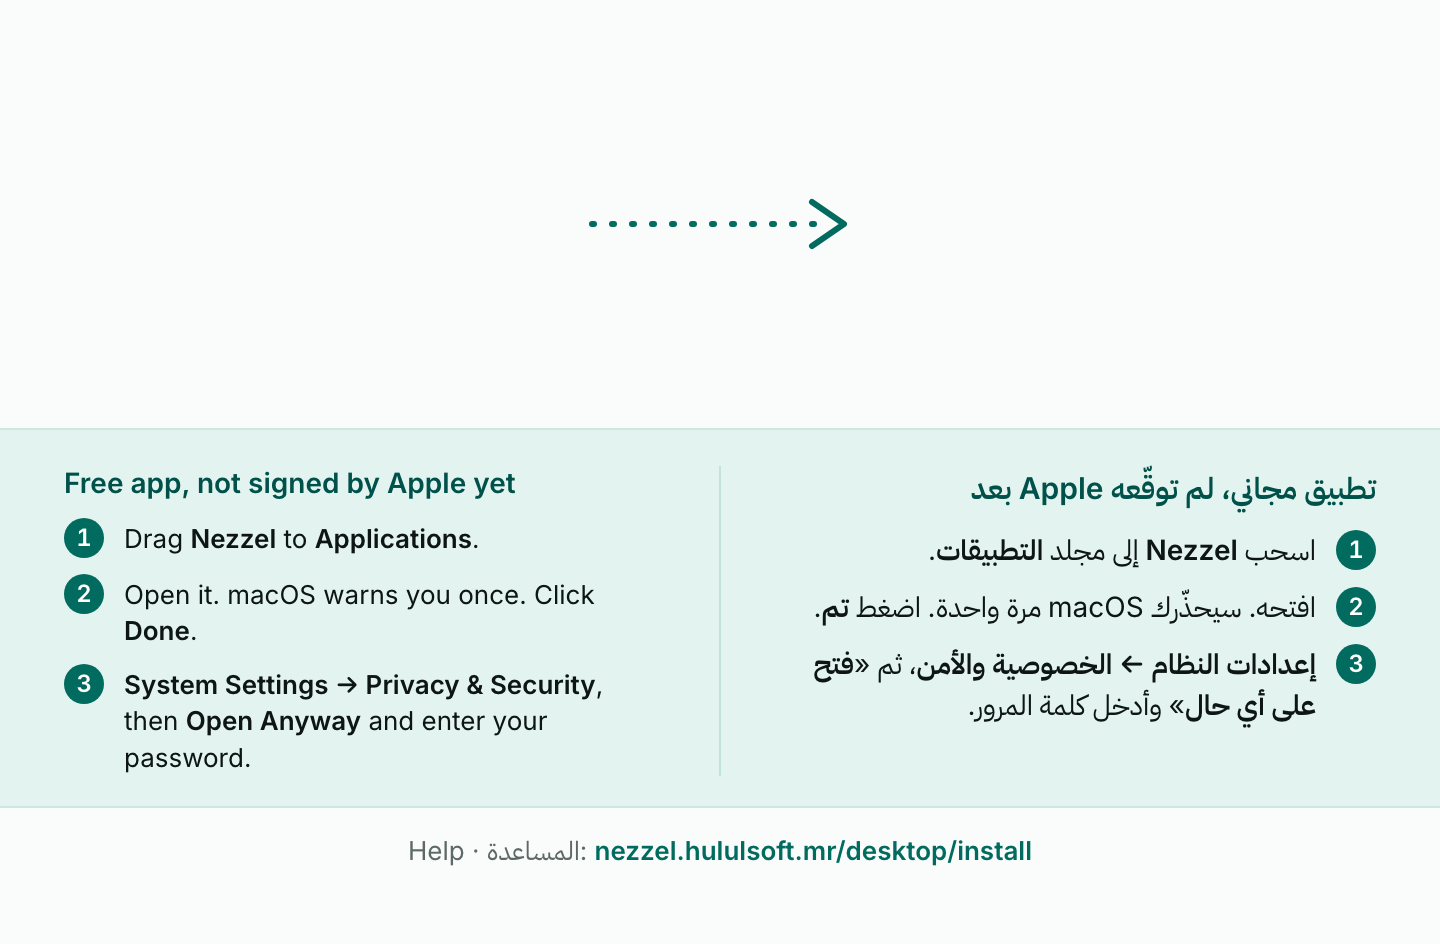 Free app, not signed by Apple yet
1 Drag Nezzel to Applications.
2 Open it. macOS warns you once. Click
Done.
3 System Settings → Privacy & Security,
then Open Anyway and enter your
password.
تطبيق مجاني، لم توقّعه Apple بعد
1 اسحب Nezzel إلى مجلد التطبيقات.
2 افتحه. سيحذّرك macOS مرة واحدة. اضغط تم.
3 إعدادات النظام ← الخصوصية والأمن، ثم «فتح
على أي حال» وأدخل كلمة المرور.
Help · المساعدة: nezzel.hululsoft.mr/desktop/install